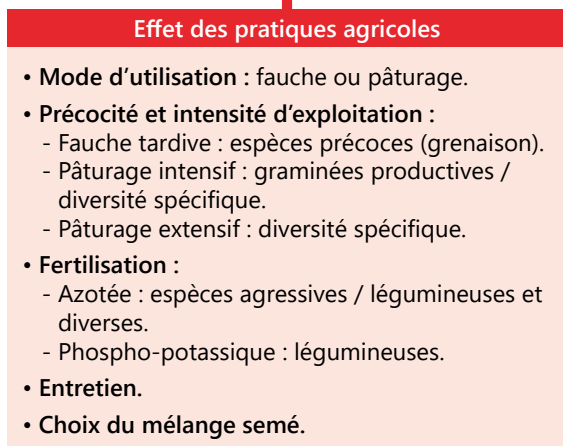 Effet des pratiques agricoles
• Mode d’utilisation : fauche ou pâturage.
• Précocité et intensité d’exploitation :
- Fauche tardive : espèces précoces (grenaison).
- Pâturage intensif : graminées productives /
diversité spécifique.
- Pâturage extensif : diversité spécifique.
• Fertilisation :
- Azotée : espèces agressives / légumineuses et
diverses.
- Phospho-potassique : légumineuses.
• Entretien.
• Choix du mélange semé.